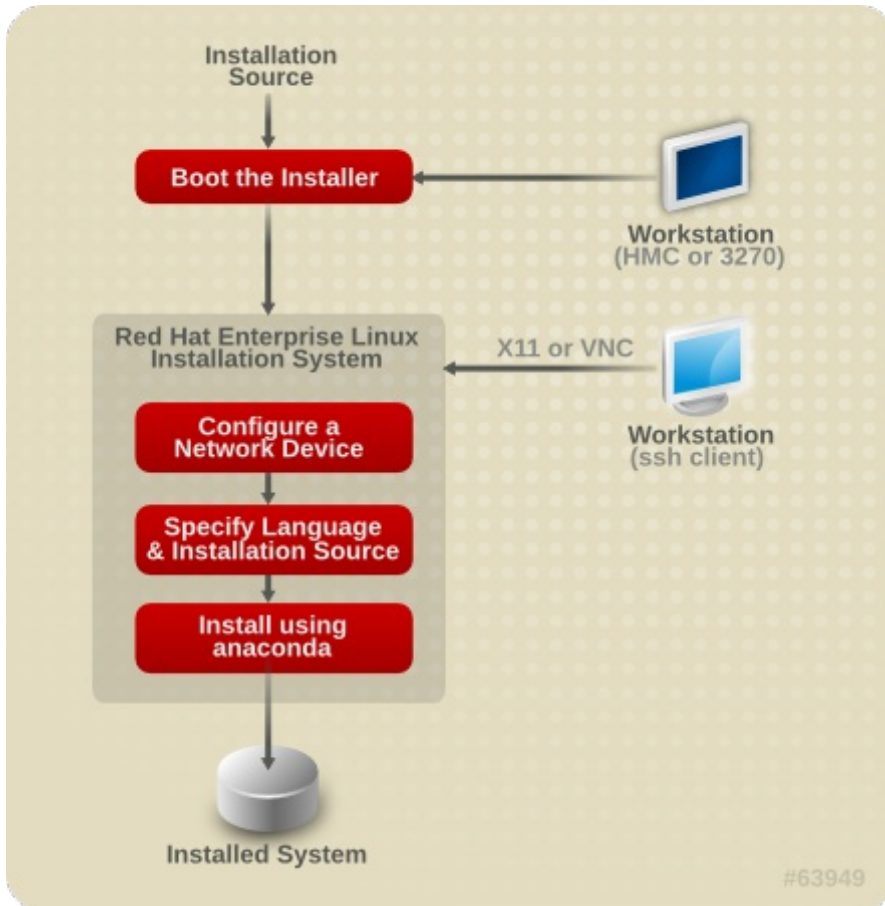 Installation
Source
Boot the Installer
Workstation
(HMC or 3270)
Red Hat Enterprise Linux
Installation System
X11 or VNC
Workstation
(ssh client)
Configure a
Network Device
Specify Language
& Installation Source
Install using
anaconda
Installed System
#63949